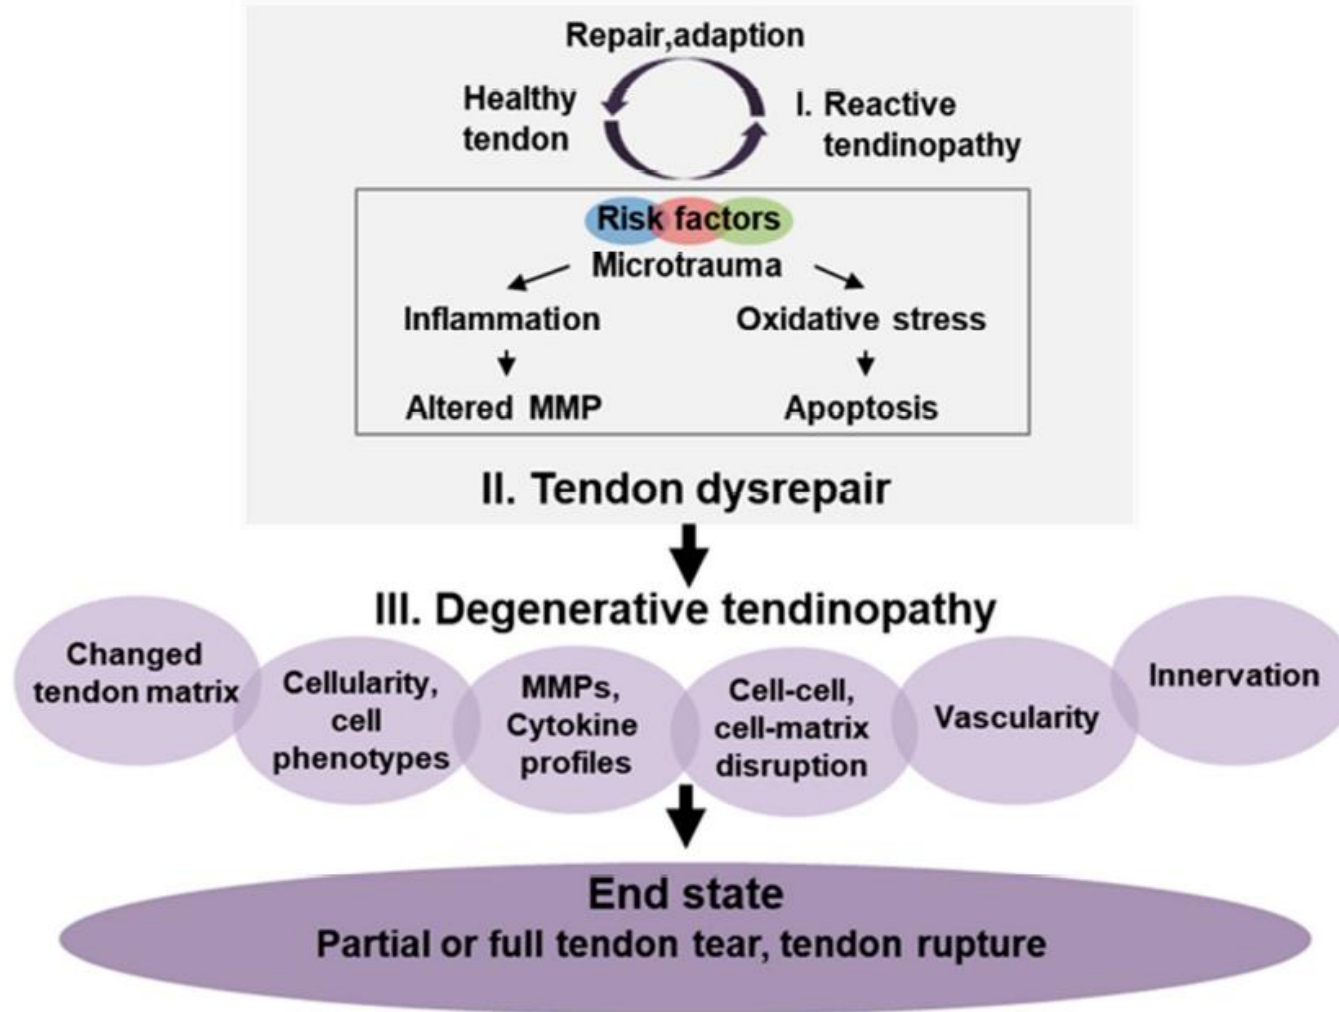 Repair,adaption
Healthy
tendon
I. Reactive
tendinopathy
Risk factors
Microtrauma
Inflammation
Oxidative stress
Altered MMP
Apoptosis
II. Tendon dysrepair
III. Degenerative tendinopathy
Changed
tendon matrix
Cellularity,
cell
phenotypes
MMPs,
Cytokine
profiles
Cell-cell,
cell-matrix
disruption
Vascularity
Innervation
End state
Partial or full tendon tear, tendon rupture